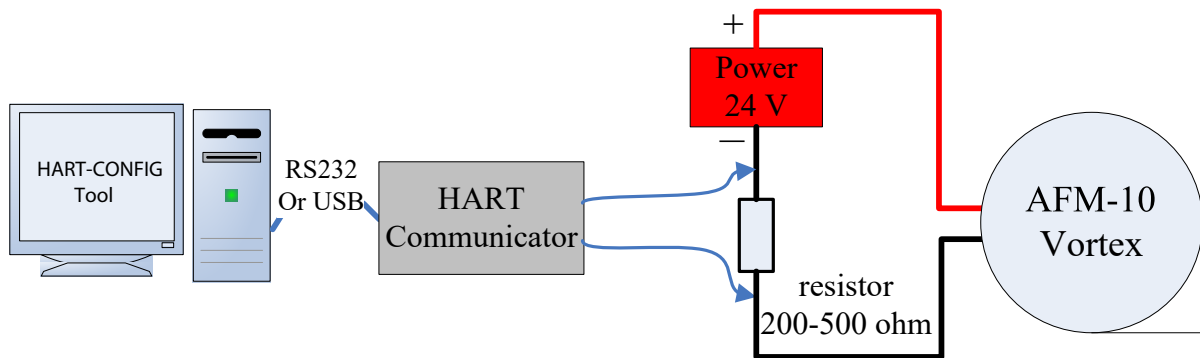 HART-CONFIG
Tool
RS232
Or USB
HART
Communicator
+
Power
24 V
–
resistor
200-500 ohm
AFM-10
Vortex